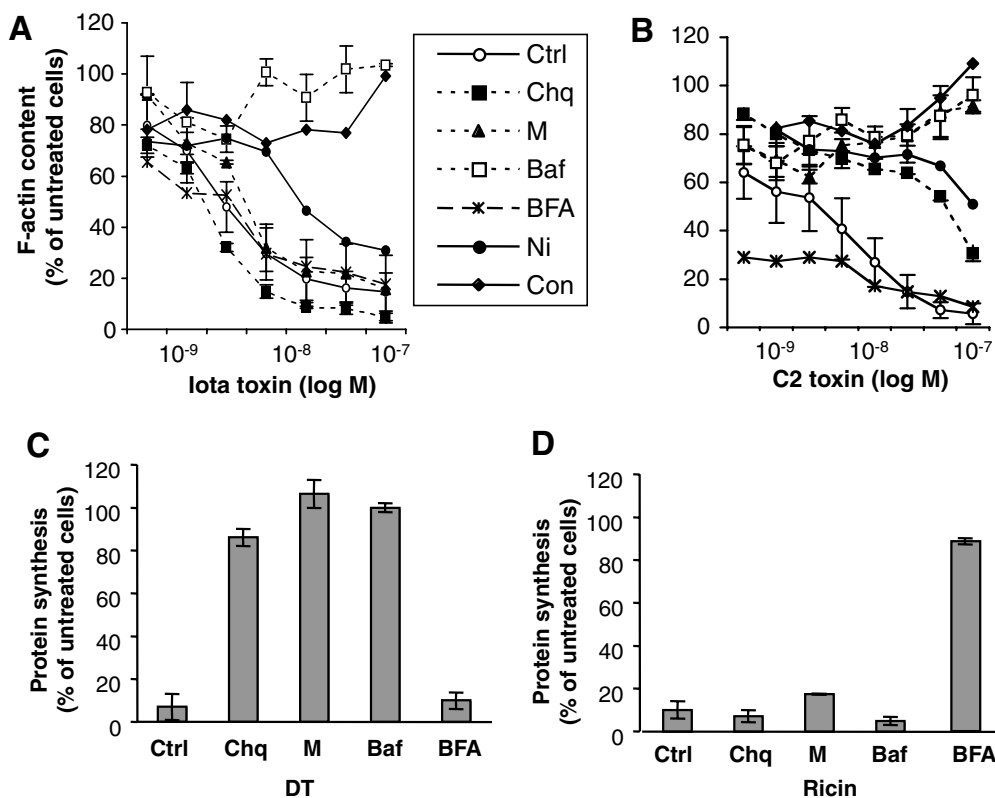 A
F-actin content
(% of untreated cells)
120
100
80
60
40
20
0
10⁻⁹ 10⁻⁸ 10⁻⁷
Iota toxin (log M)
Ctrl
Chq
M
Baf
BFA
Ni
Con
B
120
100
80
60
40
20
0
10⁻⁹ 10⁻⁸ 10⁻⁷
C2 toxin (log M)
C
Protein synthesis
(% of untreated cells)
120
100
80
60
40
20
0
Ctrl Chq M Baf BFA
DT
D
Protein synthesis
(% of untreated cells)
120
100
80
60
40
20
0
Ctrl Chq M Baf BFA
Ricin